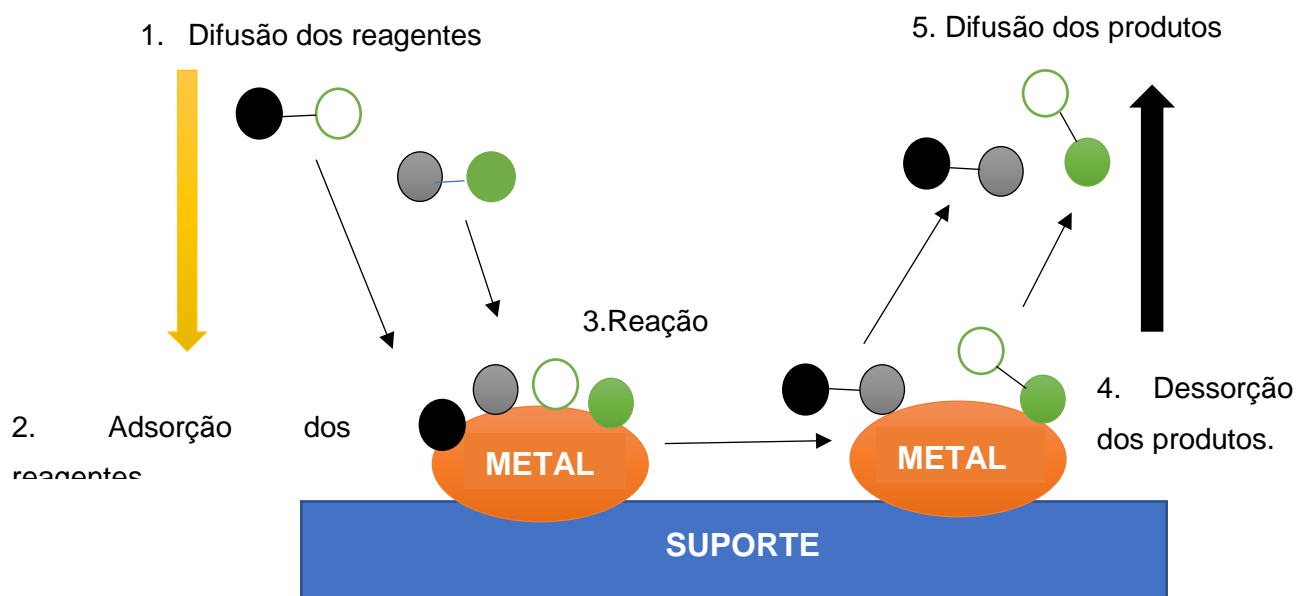 1. Difusão dos reagentes
5. Difusão dos produtos
3.Reação
2. Adsorção dos
reagentes
4. Dessorção
dos produtos.
METAL
METAL
SUPORTE